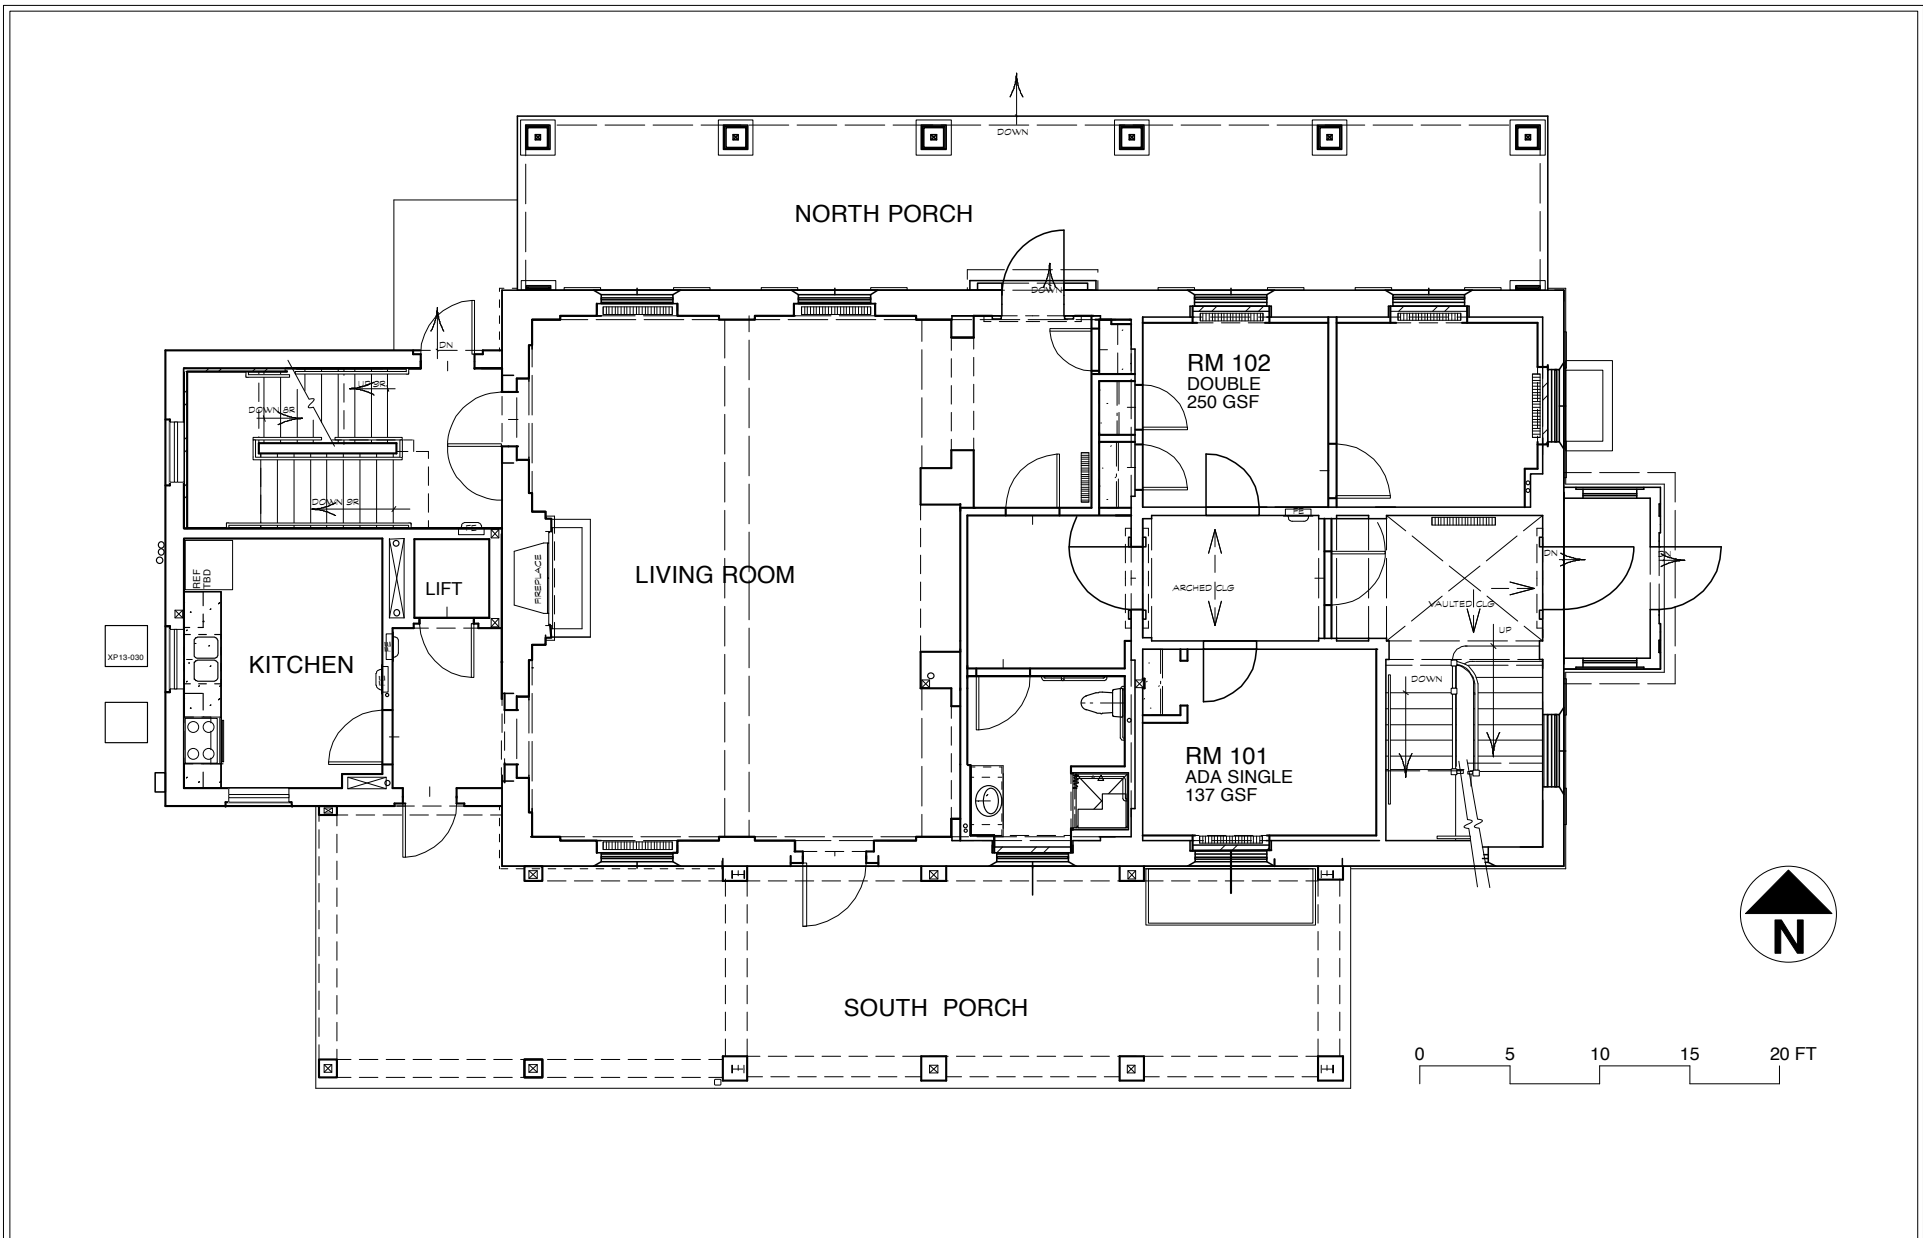 DOWN
NORTH PORCH
DOWN
DN
RM 102
DOUBLE
250 GSF
UP 9R
DOWN 9R
DOWN 9R
FE
FE
REF
TBD
LIFT
FIREPLACE
LIVING ROOM
ARCHED CLG
VAULTED CLG
DN
DN
UP
XP13-030
KITCHEN
FE
FE
DOWN
RM 101
ADA SINGLE
137 GSF
N
SOUTH PORCH
0 5 10 15 20 FT